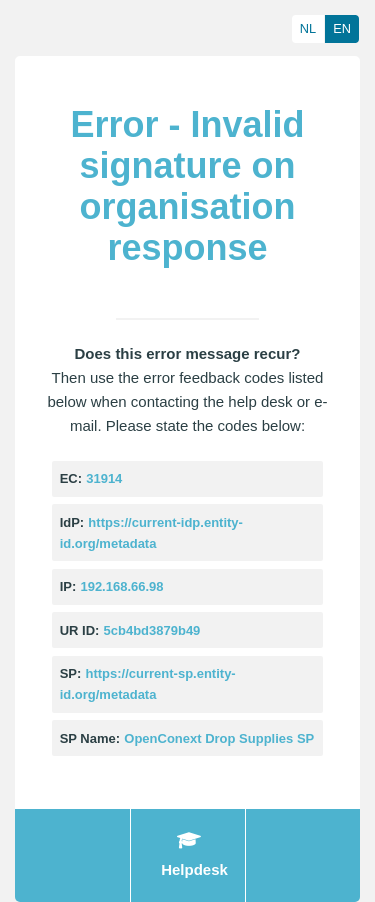 NL EN
Error - Invalid
signature on
organisation
response
Does this error message recur?
Then use the error feedback codes listed
below when contacting the help desk or e-
mail. Please state the codes below:
EC: 31914
IdP: https://current-idp.entity-
id.org/metadata
IP: 192.168.66.98
UR ID: 5cb4bd3879b49
SP: https://current-sp.entity-
id.org/metadata
SP Name: OpenConext Drop Supplies SP
Helpdesk